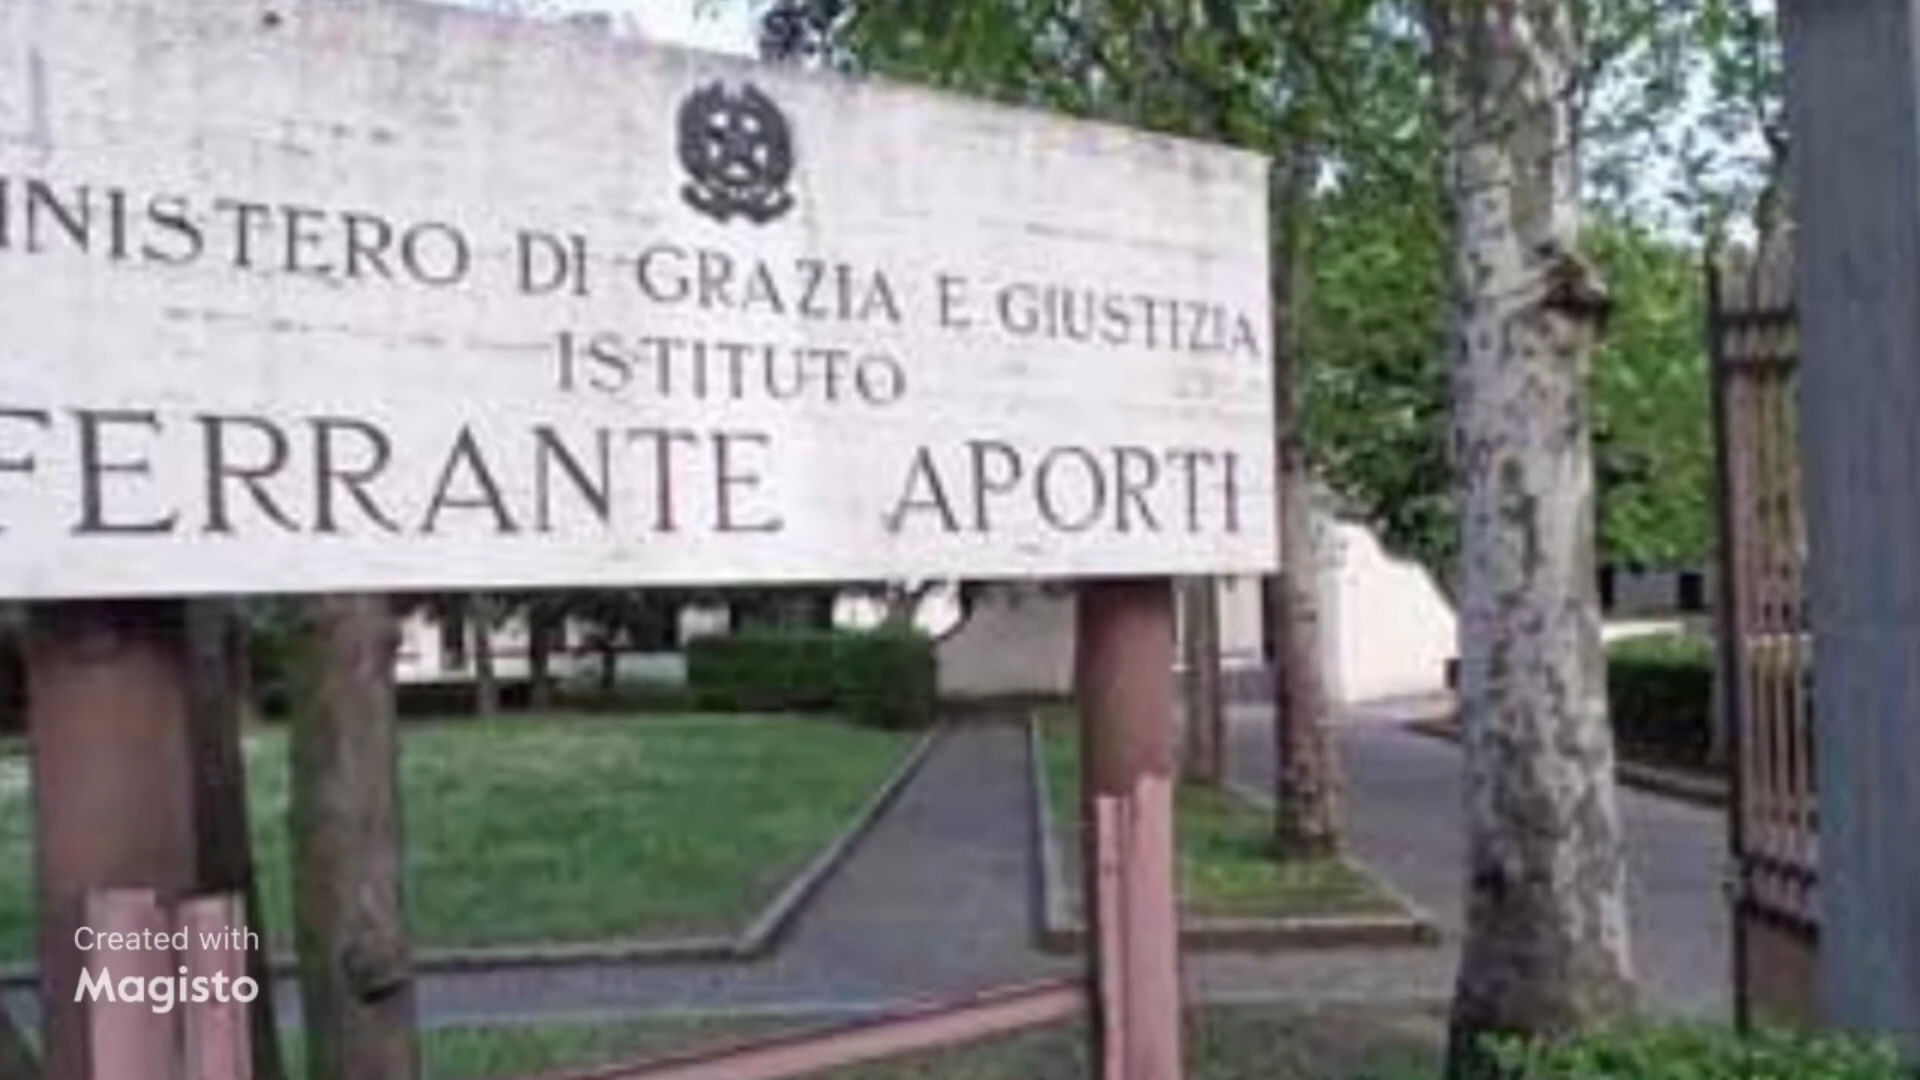 INISTERO DI GRAZIA E GIUSTIZIA
ISTITUTO
FERRANTE APORTI
Created with
Magisto